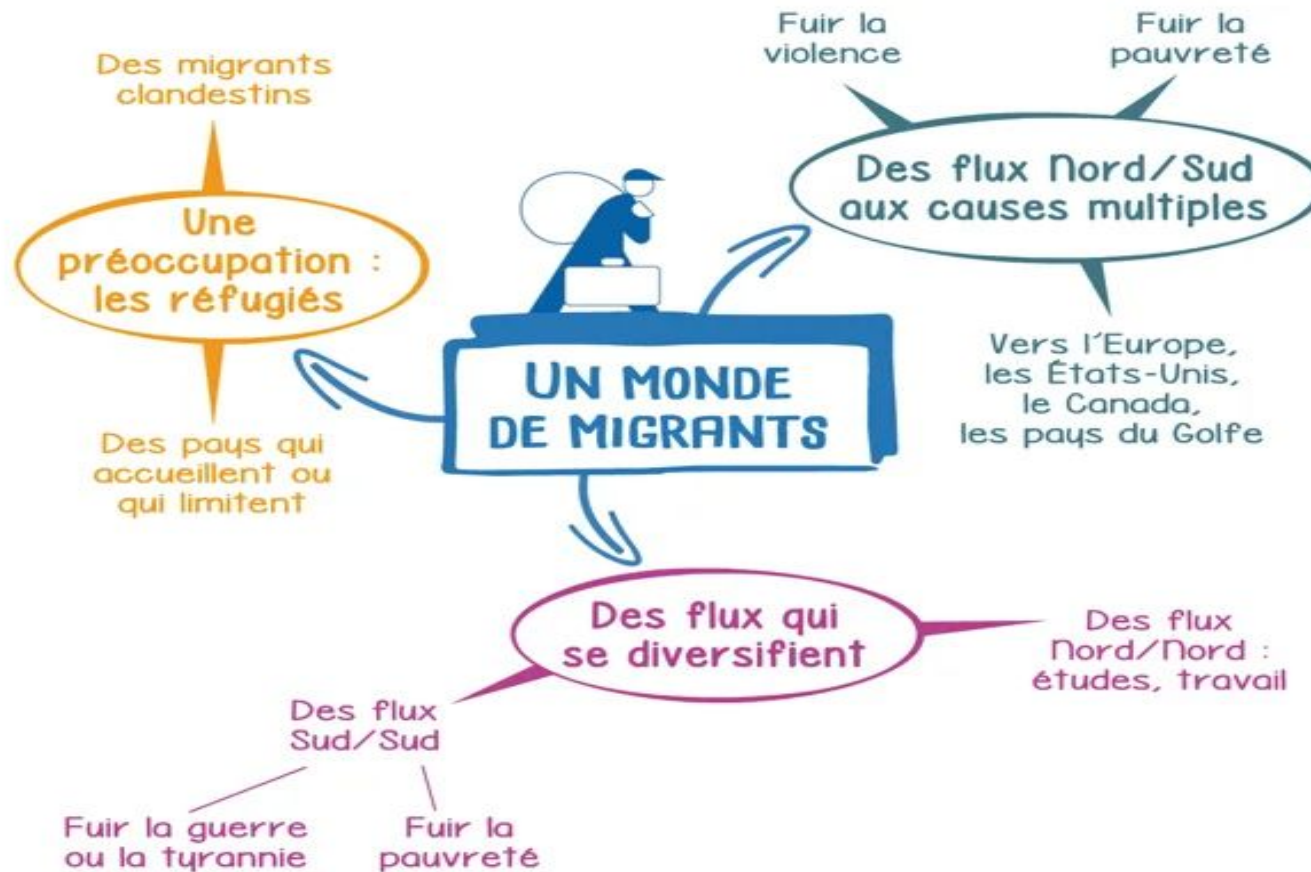 Des migrants
clandestins
Une
préoccupation :
les réfugiés
Des pays qui
accueillent ou
qui limitent
Fuir la
violence
Fuir la
pauvreté
Des flux Nord/Sud
aux causes multiples
Vers l'Europe,
les États-Unis,
le Canada,
les pays du Golfe
UN MONDE
DE MIGRANTS
Des flux qui
se diversifient
Des flux
Nord/Nord :
études, travail
Des flux
Sud/Sud
Fuir la guerre
ou la tyrannie
Fuir la
pauvreté